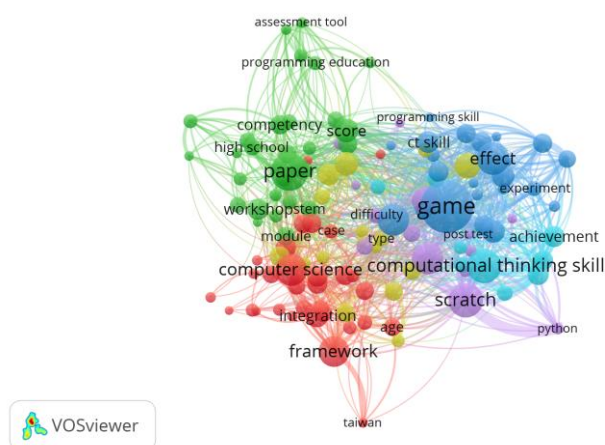 assessment tool
programming education
programming skill
competency
score
ct skill
high school
effect
paper
experiment
game
workshopstem
difficulty
case
post test
module
type
achievement
computer science
computational thinking skill
scratch
integration
age
python
framework
taiwan
VOSviewer